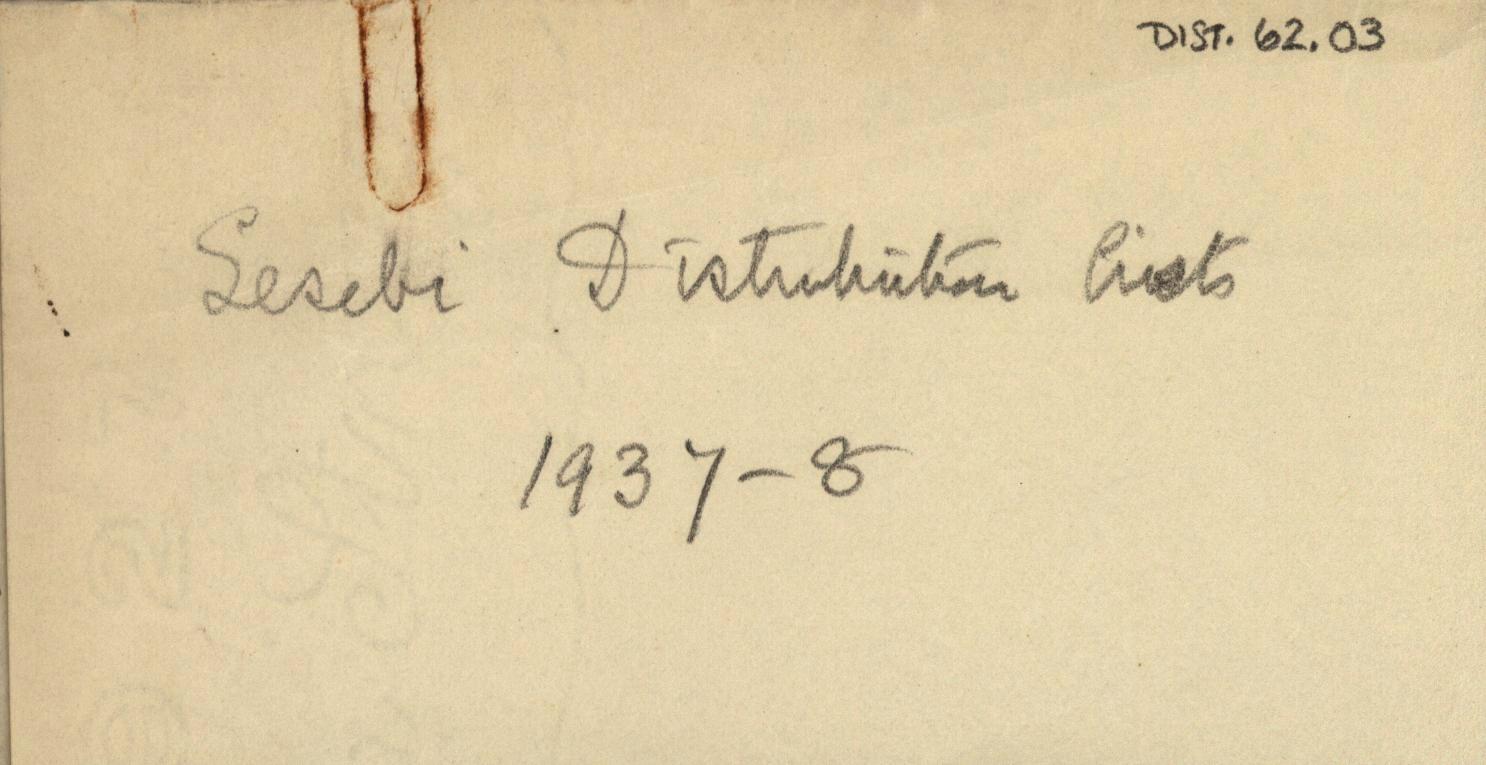 DIST. 62.03
Sesebi Distribution Lists
1937-8